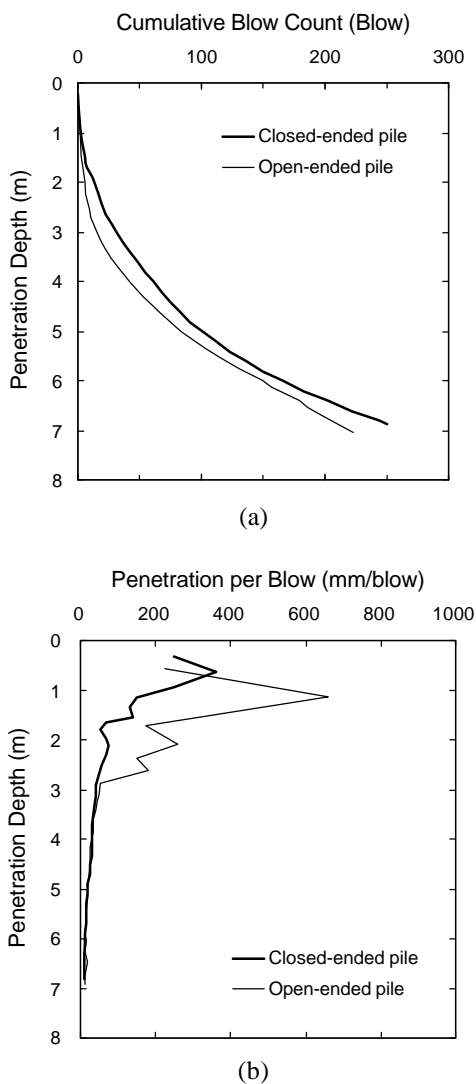 Cumulative Blow Count (Blow)
0 100 200 300
0
1
2
3
4
5
6
7
8
Penetration Depth (m)
Closed-ended pile
Open-ended pile
(a)
Penetration per Blow (mm/blow)
0 200 400 600 800 1000
0
1
2
3
4
5
6
7
8
Penetration Depth (m)
Closed-ended pile
Open-ended pile
(b)